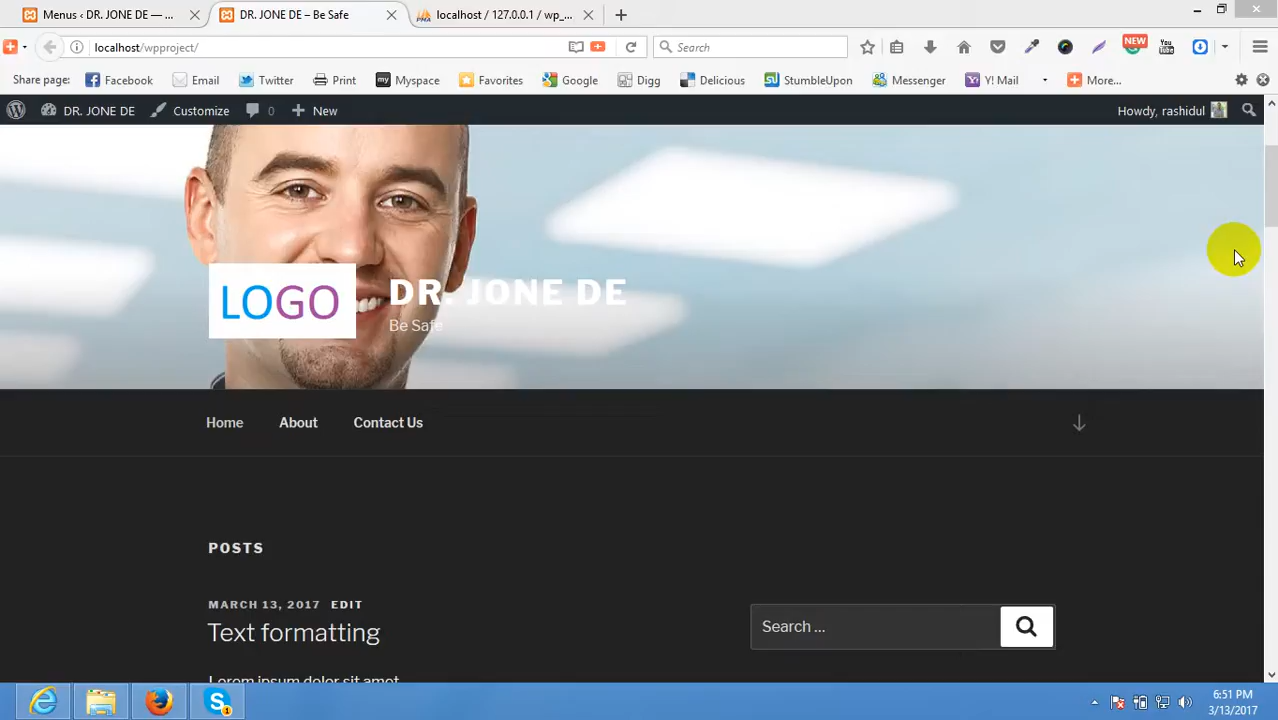 Menus ‹ DR. JONE DE — ...
DR. JONE DE – Be Safe
localhost / 127.0.0.1 / wp_...
localhost/wpproject/
Search
NEW
You
Share page:
Facebook
Email
Twitter
Print
my
Myspace
Favorites
Google
Digg
Delicious
StumbleUpon
Messenger
Y! Mail
More...
DR. JONE DE
Customize
0
New
Howdy, rashidul
LOGO
DR. JONE DE
Be Safe
Home
About
Contact Us
POSTS
MARCH 13, 2017 EDIT
Text formatting
Search ...
Lorem ipsum dolor sit amet
6:51 PM
3/13/2017